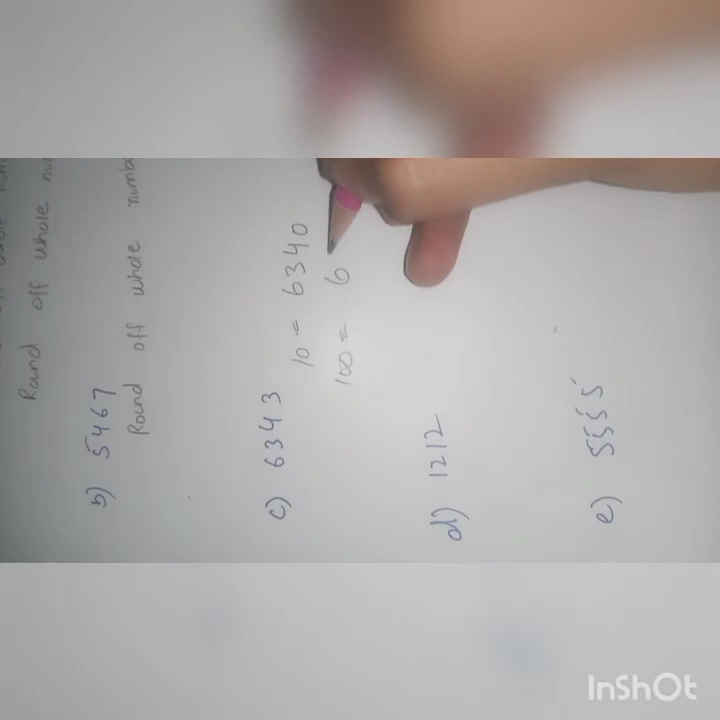 Round off whole
b) 5467
Round off whole
c) 6343
10 = 6340
100 = 6
d) 1212
e) 5555
InShOt